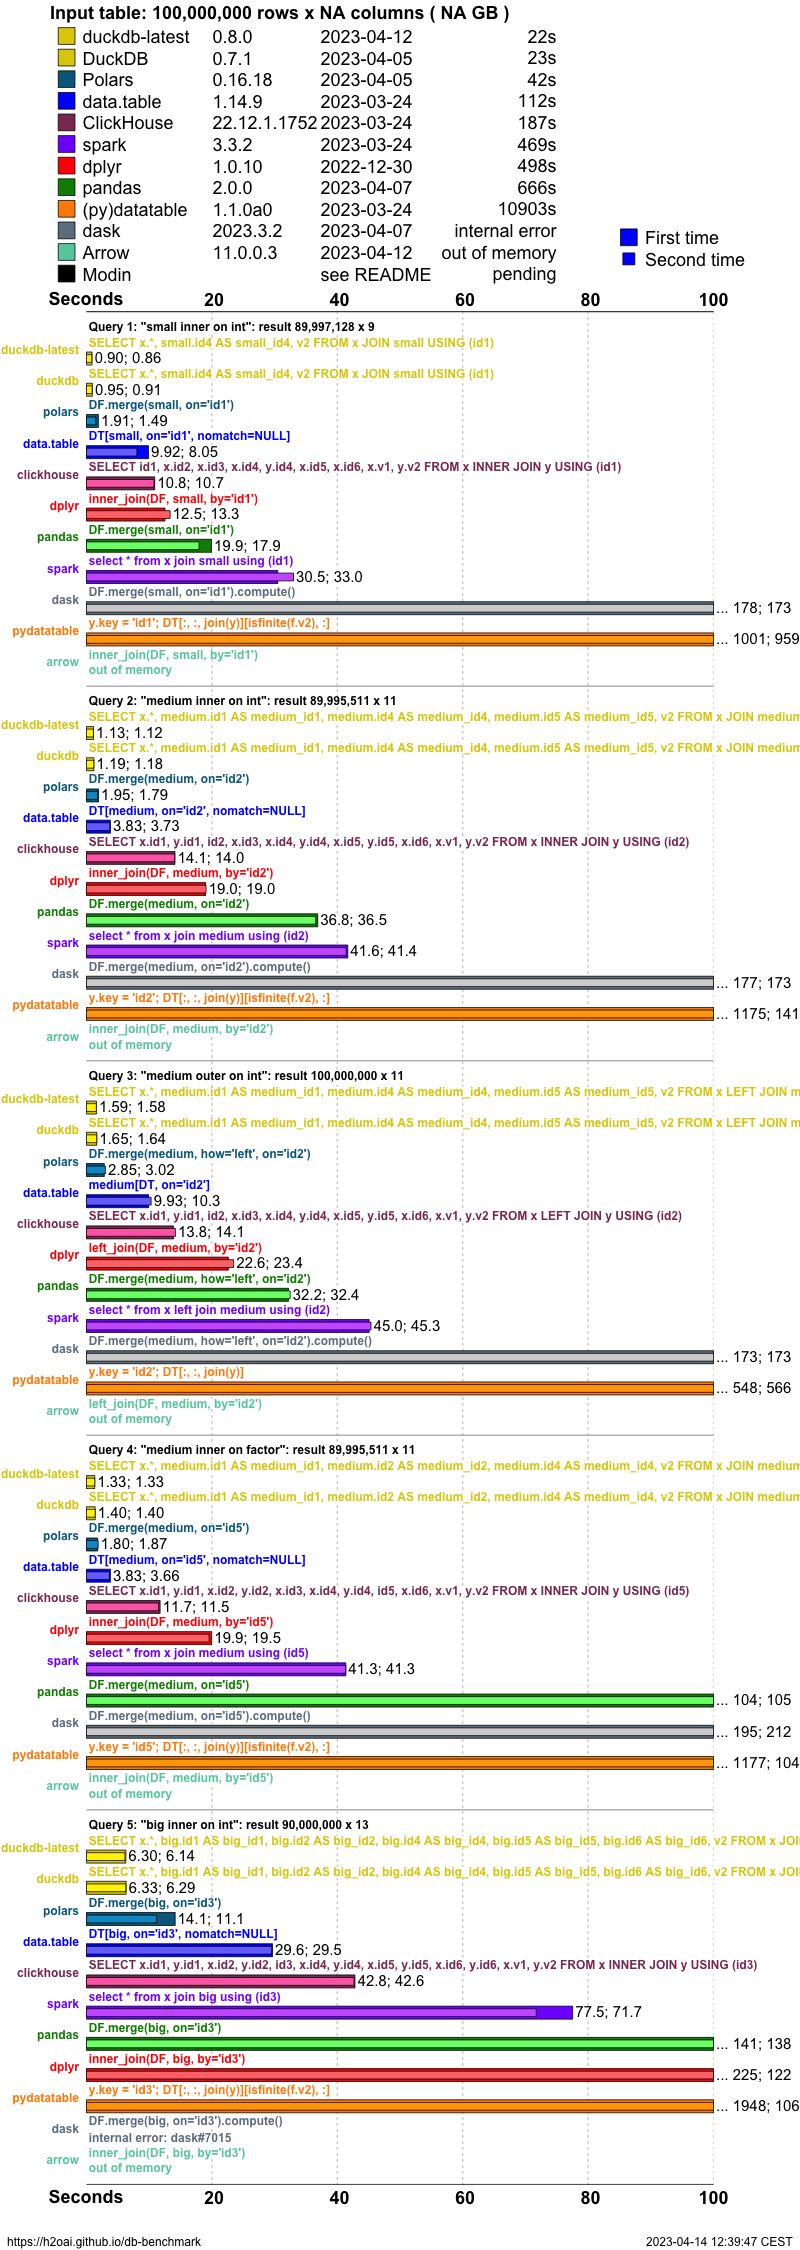 Input table: 100,000,000 rows x NA columns ( NA GB )
duckdb-latest 0.8.0 2023-04-12 22s
DuckDB 0.7.1 2023-04-05 23s
Polars 0.16.18 2023-04-05 42s
data.table 1.14.9 2023-03-24 112s
ClickHouse 22.12.1.1752 2023-03-24 187s
spark 3.3.2 2023-03-24 469s
dplyr 1.0.10 2022-12-30 498s
pandas 2.0.0 2023-04-07 666s
(py)datatable 1.1.0a0 2023-03-24 10903s
dask 2023.3.2 2023-04-07 internal error
Arrow 11.0.0.3 2023-04-12 out of memory
Modin see README pending
First time
Second time
Seconds 20 40 60 80 100
Query 1: "small inner on int": result 89,997,128 x 9
duckdb-latest SELECT x.*, small.id4 AS small_id4, v2 FROM x JOIN small USING (id1)
0.90; 0.86
duckdb SELECT x.*, small.id4 AS small_id4, v2 FROM x JOIN small USING (id1)
0.95; 0.91
polars DF.merge(small, on='id1')
1.91; 1.49
data.table DT[small, on='id1', nomatch=NULL]
9.92; 8.05
clickhouse SELECT id1, x.id2, x.id3, x.id4, y.id4, x.id5, x.id6, x.v1, y.v2 FROM x INNER JOIN y USING (id1)
10.8; 10.7
dplyr inner_join(DF, small, by='id1')
12.5; 13.3
pandas DF.merge(small, on='id1')
19.9; 17.9
spark select * from x join small using (id1)
30.5; 33.0
dask DF.merge(small, on='id1').compute()
... 178; 173
pydatatable y.key = 'id1'; DT[:, :, join(y)][isfinite(f.v2), :]
... 1001; 959
arrow inner_join(DF, small, by='id1')
out of memory
Query 2: "medium inner on int": result 89,995,511 x 11
duckdb-latest SELECT x.*, medium.id1 AS medium_id1, medium.id4 AS medium_id4, medium.id5 AS medium_id5, v2 FROM x JOIN medium
1.13; 1.12
duckdb SELECT x.*, medium.id1 AS medium_id1, medium.id4 AS medium_id4, medium.id5 AS medium_id5, v2 FROM x JOIN medium
1.19; 1.18
polars DF.merge(medium, on='id2')
1.95; 1.79
data.table DT[medium, on='id2', nomatch=NULL]
3.83; 3.73
clickhouse SELECT x.id1, y.id1, id2, x.id3, x.id4, y.id4, x.id5, y.id5, x.id6, x.v1, y.v2 FROM x INNER JOIN y USING (id2)
14.1; 14.0
dplyr inner_join(DF, medium, by='id2')
19.0; 19.0
pandas DF.merge(medium, on='id2')
36.8; 36.5
spark select * from x join medium using (id2)
41.6; 41.4
dask DF.merge(medium, on='id2').compute()
... 177; 173
pydatatable y.key = 'id2'; DT[:, :, join(y)][isfinite(f.v2), :]
... 1175; 141
arrow inner_join(DF, medium, by='id2')
out of memory
Query 3: "medium outer on int": result 100,000,000 x 11
duckdb-latest SELECT x.*, medium.id1 AS medium_id1, medium.id4 AS medium_id4, medium.id5 AS medium_id5, v2 FROM x LEFT JOIN m
1.59; 1.58
duckdb SELECT x.*, medium.id1 AS medium_id1, medium.id4 AS medium_id4, medium.id5 AS medium_id5, v2 FROM x LEFT JOIN m
1.65; 1.64
polars DF.merge(medium, how='left', on='id2')
2.85; 3.02
data.table medium[DT, on='id2']
9.93; 10.3
clickhouse SELECT x.id1, y.id1, id2, x.id3, x.id4, y.id4, x.id5, y.id5, x.id6, x.v1, y.v2 FROM x LEFT JOIN y USING (id2)
13.8; 14.1
dplyr left_join(DF, medium, by='id2')
22.6; 23.4
pandas DF.merge(medium, how='left', on='id2')
32.2; 32.4
spark select * from x left join medium using (id2)
45.0; 45.3
dask DF.merge(medium, how='left', on='id2').compute()
... 173; 173
pydatatable y.key = 'id2'; DT[:, :, join(y)]
... 548; 566
arrow left_join(DF, medium, by='id2')
out of memory
Query 4: "medium inner on factor": result 89,995,511 x 11
duckdb-latest SELECT x.*, medium.id1 AS medium_id1, medium.id2 AS medium_id2, medium.id4 AS medium_id4, v2 FROM x JOIN medium
1.33; 1.33
duckdb SELECT x.*, medium.id1 AS medium_id1, medium.id2 AS medium_id2, medium.id4 AS medium_id4, v2 FROM x JOIN medium
1.40; 1.40
polars DF.merge(medium, on='id5')
1.80; 1.87
data.table DT[medium, on='id5', nomatch=NULL]
3.83; 3.66
clickhouse SELECT x.id1, y.id1, x.id2, y.id2, x.id3, x.id4, y.id4, id5, x.id6, x.v1, y.v2 FROM x INNER JOIN y USING (id5)
11.7; 11.5
dplyr inner_join(DF, medium, by='id5')
19.9; 19.5
spark select * from x join medium using (id5)
41.3; 41.3
pandas DF.merge(medium, on='id5')
... 104; 105
dask DF.merge(medium, on='id5').compute()
... 195; 212
pydatatable y.key = 'id5'; DT[:, :, join(y)][isfinite(f.v2), :]
... 1177; 104
arrow inner_join(DF, medium, by='id5')
out of memory
Query 5: "big inner on int": result 90,000,000 x 13
duckdb-latest SELECT x.*, big.id1 AS big_id1, big.id2 AS big_id2, big.id4 AS big_id4, big.id5 AS big_id5, big.id6 AS big_id6, v2 FROM x JOI
6.30; 6.14
duckdb SELECT x.*, big.id1 AS big_id1, big.id2 AS big_id2, big.id4 AS big_id4, big.id5 AS big_id5, big.id6 AS big_id6, v2 FROM x JOI
6.33; 6.29
polars DF.merge(big, on='id3')
14.1; 11.1
data.table DT[big, on='id3', nomatch=NULL]
29.6; 29.5
clickhouse SELECT x.id1, y.id1, x.id2, y.id2, id3, x.id4, y.id4, x.id5, y.id5, x.id6, y.id6, x.v1, y.v2 FROM x INNER JOIN y USING (id3)
42.8; 42.6
spark select * from x join big using (id3)
77.5; 71.7
pandas DF.merge(big, on='id3')
... 141; 138
dplyr inner_join(DF, big, by='id3')
... 225; 122
pydatatable y.key = 'id3'; DT[:, :, join(y)][isfinite(f.v2), :]
... 1948; 106
dask DF.merge(big, on='id3').compute()
internal error: dask#7015
arrow inner_join(DF, big, by='id3')
out of memory
Seconds 20 40 60 80 100
https://h2oai.github.io/db-benchmark 2023-04-14 12:39:47 CEST